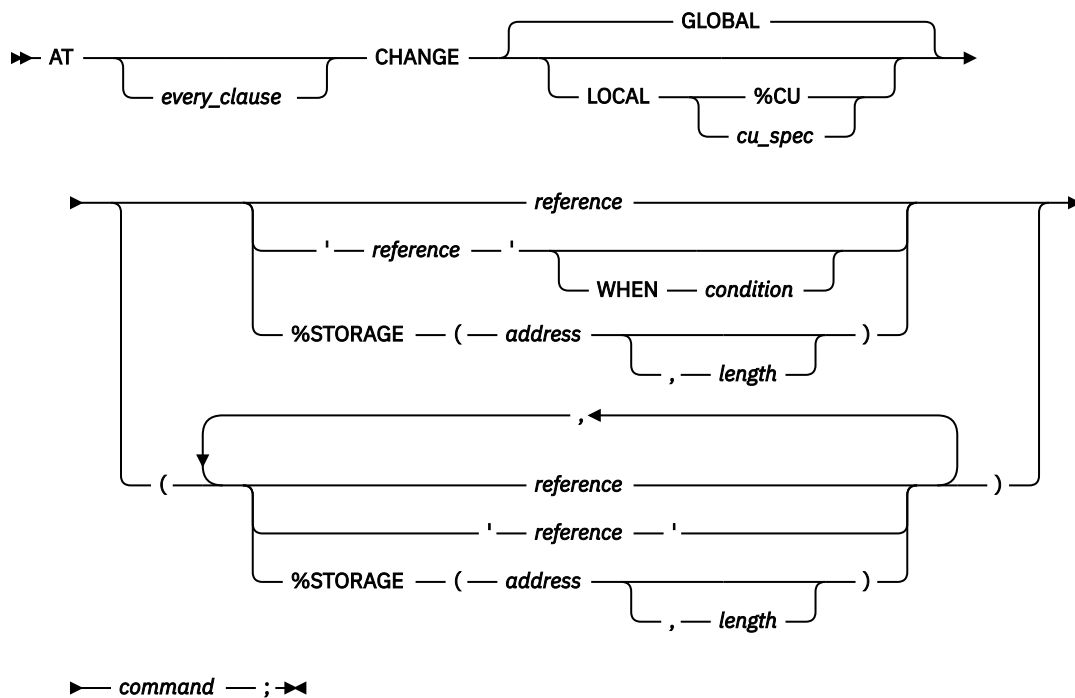 GLOBAL
AT CHANGE
every_clause LOCAL %CU
cu_spec
reference
' reference '
WHEN condition
%STORAGE ( address )
, length
,
( reference )
' reference '
%STORAGE ( address )
, length
command ;